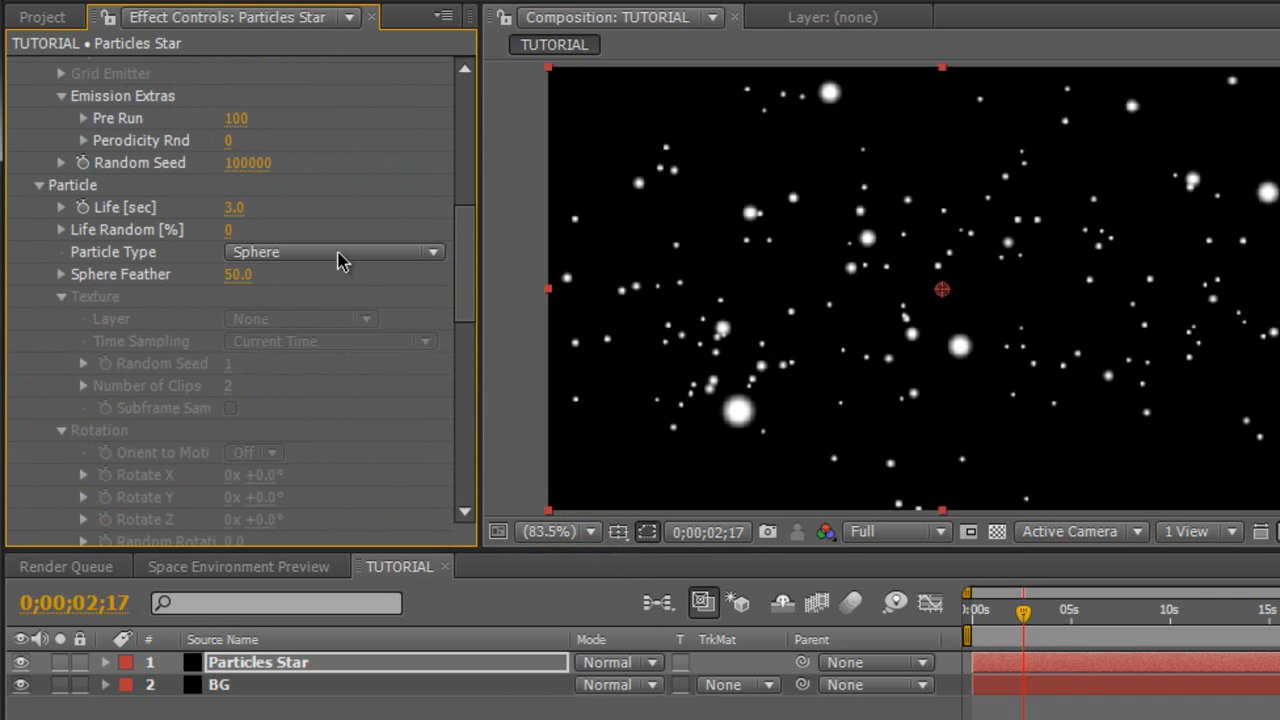 Project
Effect Controls: Particles Star
Composition: TUTORIAL
Layer: (none)
TUTORIAL • Particles Star
TUTORIAL
Grid Emitter
Emission Extras
Pre Run 100
Perodicity Rnd 0
Random Seed 100000
Particle
Life [sec] 3.0
Life Random [%] 0
Particle Type Sphere
Sphere Feather 50.0
Texture
Layer None
Time Sampling Current Time
Random Seed 1
Number of Clips 2
Subframe Sam
Rotation
Orient to Moti Off
Rotate X 0x +0.0°
Rotate Y 0x +0.0°
Rotate Z 0x +0.0°
Random Rotati 0.0
(83.5%) 0;00;02;17 Full Active Camera 1 View
Render Queue Space Environment Preview TUTORIAL
0;00;02;17
:00s 05s 10s 15s
# Source Name Mode T TrkMat Parent
1 Particles Star Normal None
2 BG Normal None None